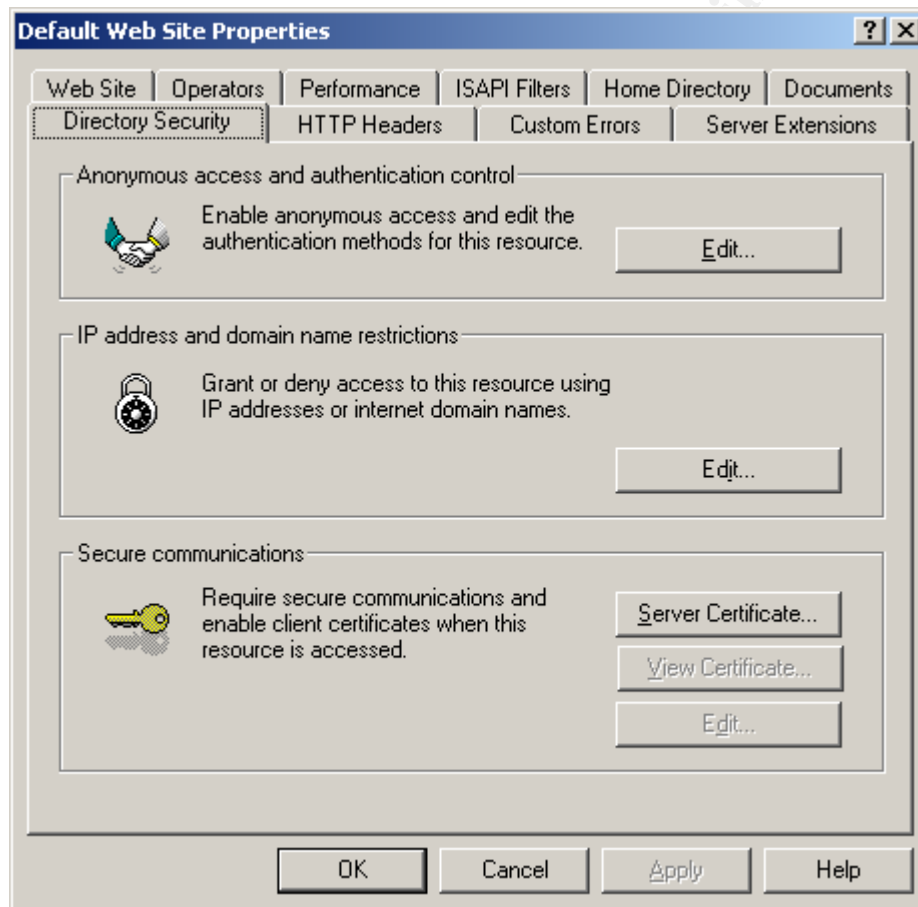 Default Web Site Properties
Web Site Operators Performance ISAPI Filters Home Directory Documents
Directory Security HTTP Headers Custom Errors Server Extensions
Anonymous access and authentication control
Enable anonymous access and edit the
authentication methods for this resource.
Edit...
IP address and domain name restrictions
Grant or deny access to this resource using
IP addresses or internet domain names.
Edit...
Secure communications
Require secure communications and
enable client certificates when this
resource is accessed.
Server Certificate...
View Certificate...
Edit...
OK Cancel Apply Help